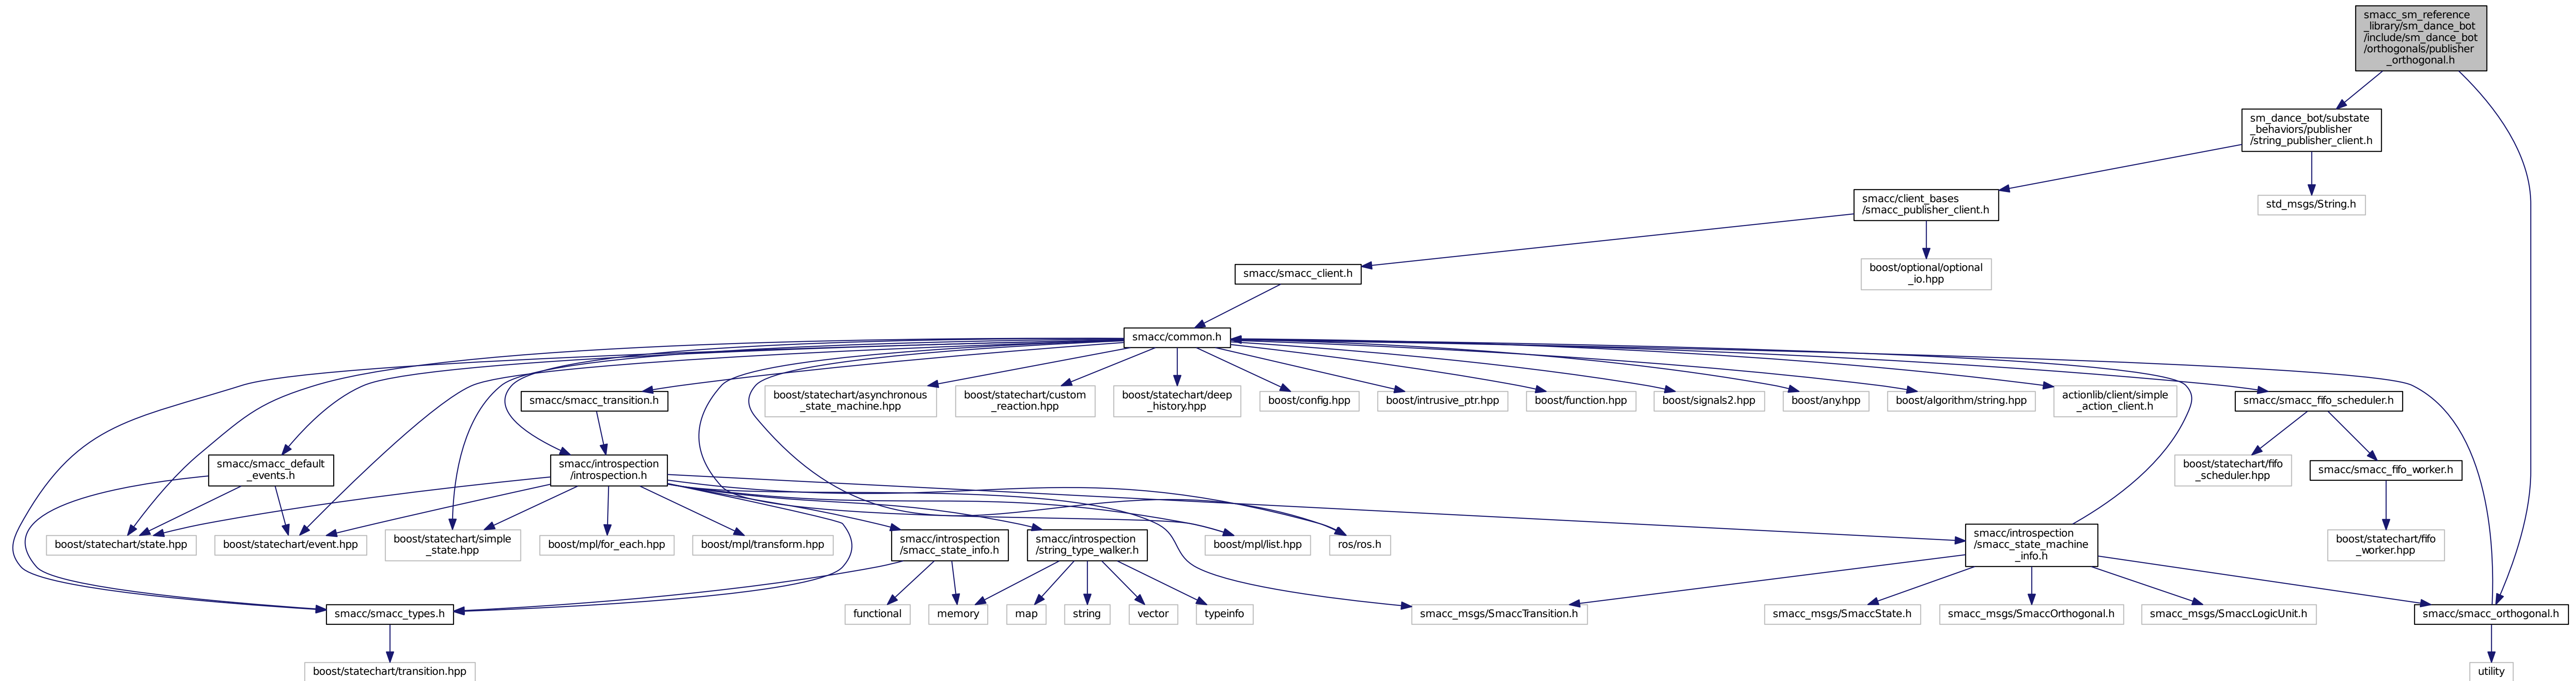 smacc_sm_reference
_library/sm_dance_bot
/include/sm_dance_bot
/orthogonals/publisher
_orthogonal.h
sm_dance_bot/substate
_behaviors/publisher
/string_publisher_client.h
smacc/client_bases
/smacc_publisher_client.h
std_msgs/String.h
smacc/smacc_client.h
boost/optional/optional
_io.hpp
smacc/common.h
smacc/smacc_transition.h
boost/statechart/asynchronous
_state_machine.hpp
boost/statechart/custom
_reaction.hpp
boost/statechart/deep
_history.hpp
boost/config.hpp
boost/intrusive_ptr.hpp
boost/function.hpp
boost/signals2.hpp
boost/any.hpp
boost/algorithm/string.hpp
actionlib/client/simple
_action_client.h
smacc/smacc_fifo_scheduler.h
smacc/smacc_default
_events.h
smacc/introspection
/introspection.h
boost/statechart/fifo
_scheduler.hpp
smacc/smacc_fifo_worker.h
boost/statechart/state.hpp
boost/statechart/event.hpp
boost/statechart/simple
_state.hpp
boost/mpl/for_each.hpp
boost/mpl/transform.hpp
smacc/introspection
/smacc_state_info.h
smacc/introspection
/string_type_walker.h
boost/mpl/list.hpp
ros/ros.h
smacc/introspection
/smacc_state_machine
_info.h
boost/statechart/fifo
_worker.hpp
smacc/smacc_types.h
functional
memory
map
string
vector
typeinfo
smacc_msgs/SmaccTransition.h
smacc_msgs/SmaccState.h
smacc_msgs/SmaccOrthogonal.h
smacc_msgs/SmaccLogicUnit.h
smacc/smacc_orthogonal.h
boost/statechart/transition.hpp
utility